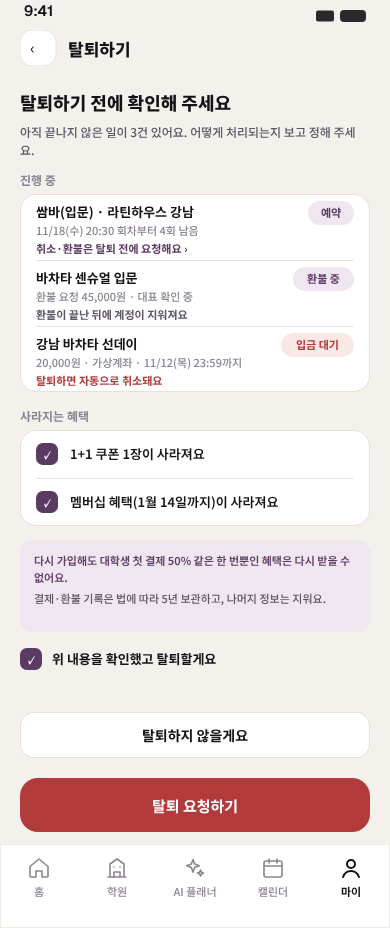 9:41
‹ 탈퇴하기
탈퇴하기 전에 확인해 주세요
아직 끝나지 않은 일이 3건 있어요. 어떻게 처리되는지 보고 정해 주세
요.
진행 중
쌈바(입문) · 라틴하우스 강남 예약
11/18(수) 20:30 회차부터 4회 남음
취소·환불은 탈퇴 전에 요청해요 ›
바차타 센슈얼 입문 환불 중
환불 요청 45,000원 · 대표 확인 중
환불이 끝난 뒤에 계정이 지워져요
강남 바차타 선데이 입금 대기
20,000원 · 가상계좌 · 11/12(목) 23:59까지
탈퇴하면 자동으로 취소돼요
사라지는 혜택
✓ 1+1 쿠폰 1장이 사라져요
✓ 멤버십 혜택(1월 14일까지)이 사라져요
다시 가입해도 대학생 첫 결제 50% 같은 한 번뿐인 혜택은 다시 받을 수
없어요.
결제·환불 기록은 법에 따라 5년 보관하고, 나머지 정보는 지워요.
✓ 위 내용을 확인했고 탈퇴할게요
탈퇴하지 않을게요
탈퇴 요청하기
홈 학원 AI 플래너 캘린더 마이